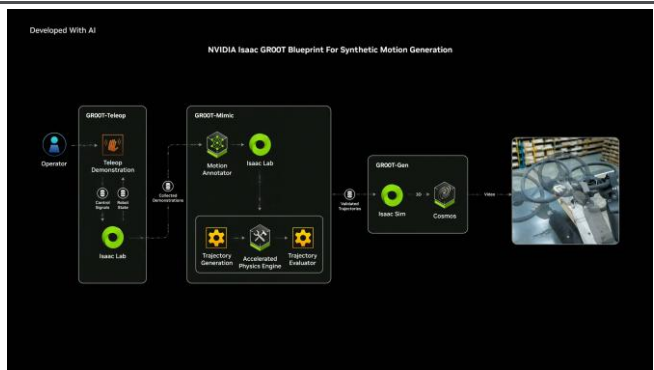 Developed With AI
NVIDIA Isaac GR00T Blueprint For Synthetic Motion Generation
GR00T-Teleop
Operator
Teleop
Demonstration
Control
Signals
Robot
State
Isaac Lab
Collected
Demonstrations
GR00T-Mimic
Motion
Annotator
Isaac Lab
Trajectory
Generation
Accelerated
Physics Engine
Trajectory
Evaluator
Validated
Trajectories
GR00T-Gen
Isaac Sim
3D
Cosmos
Video